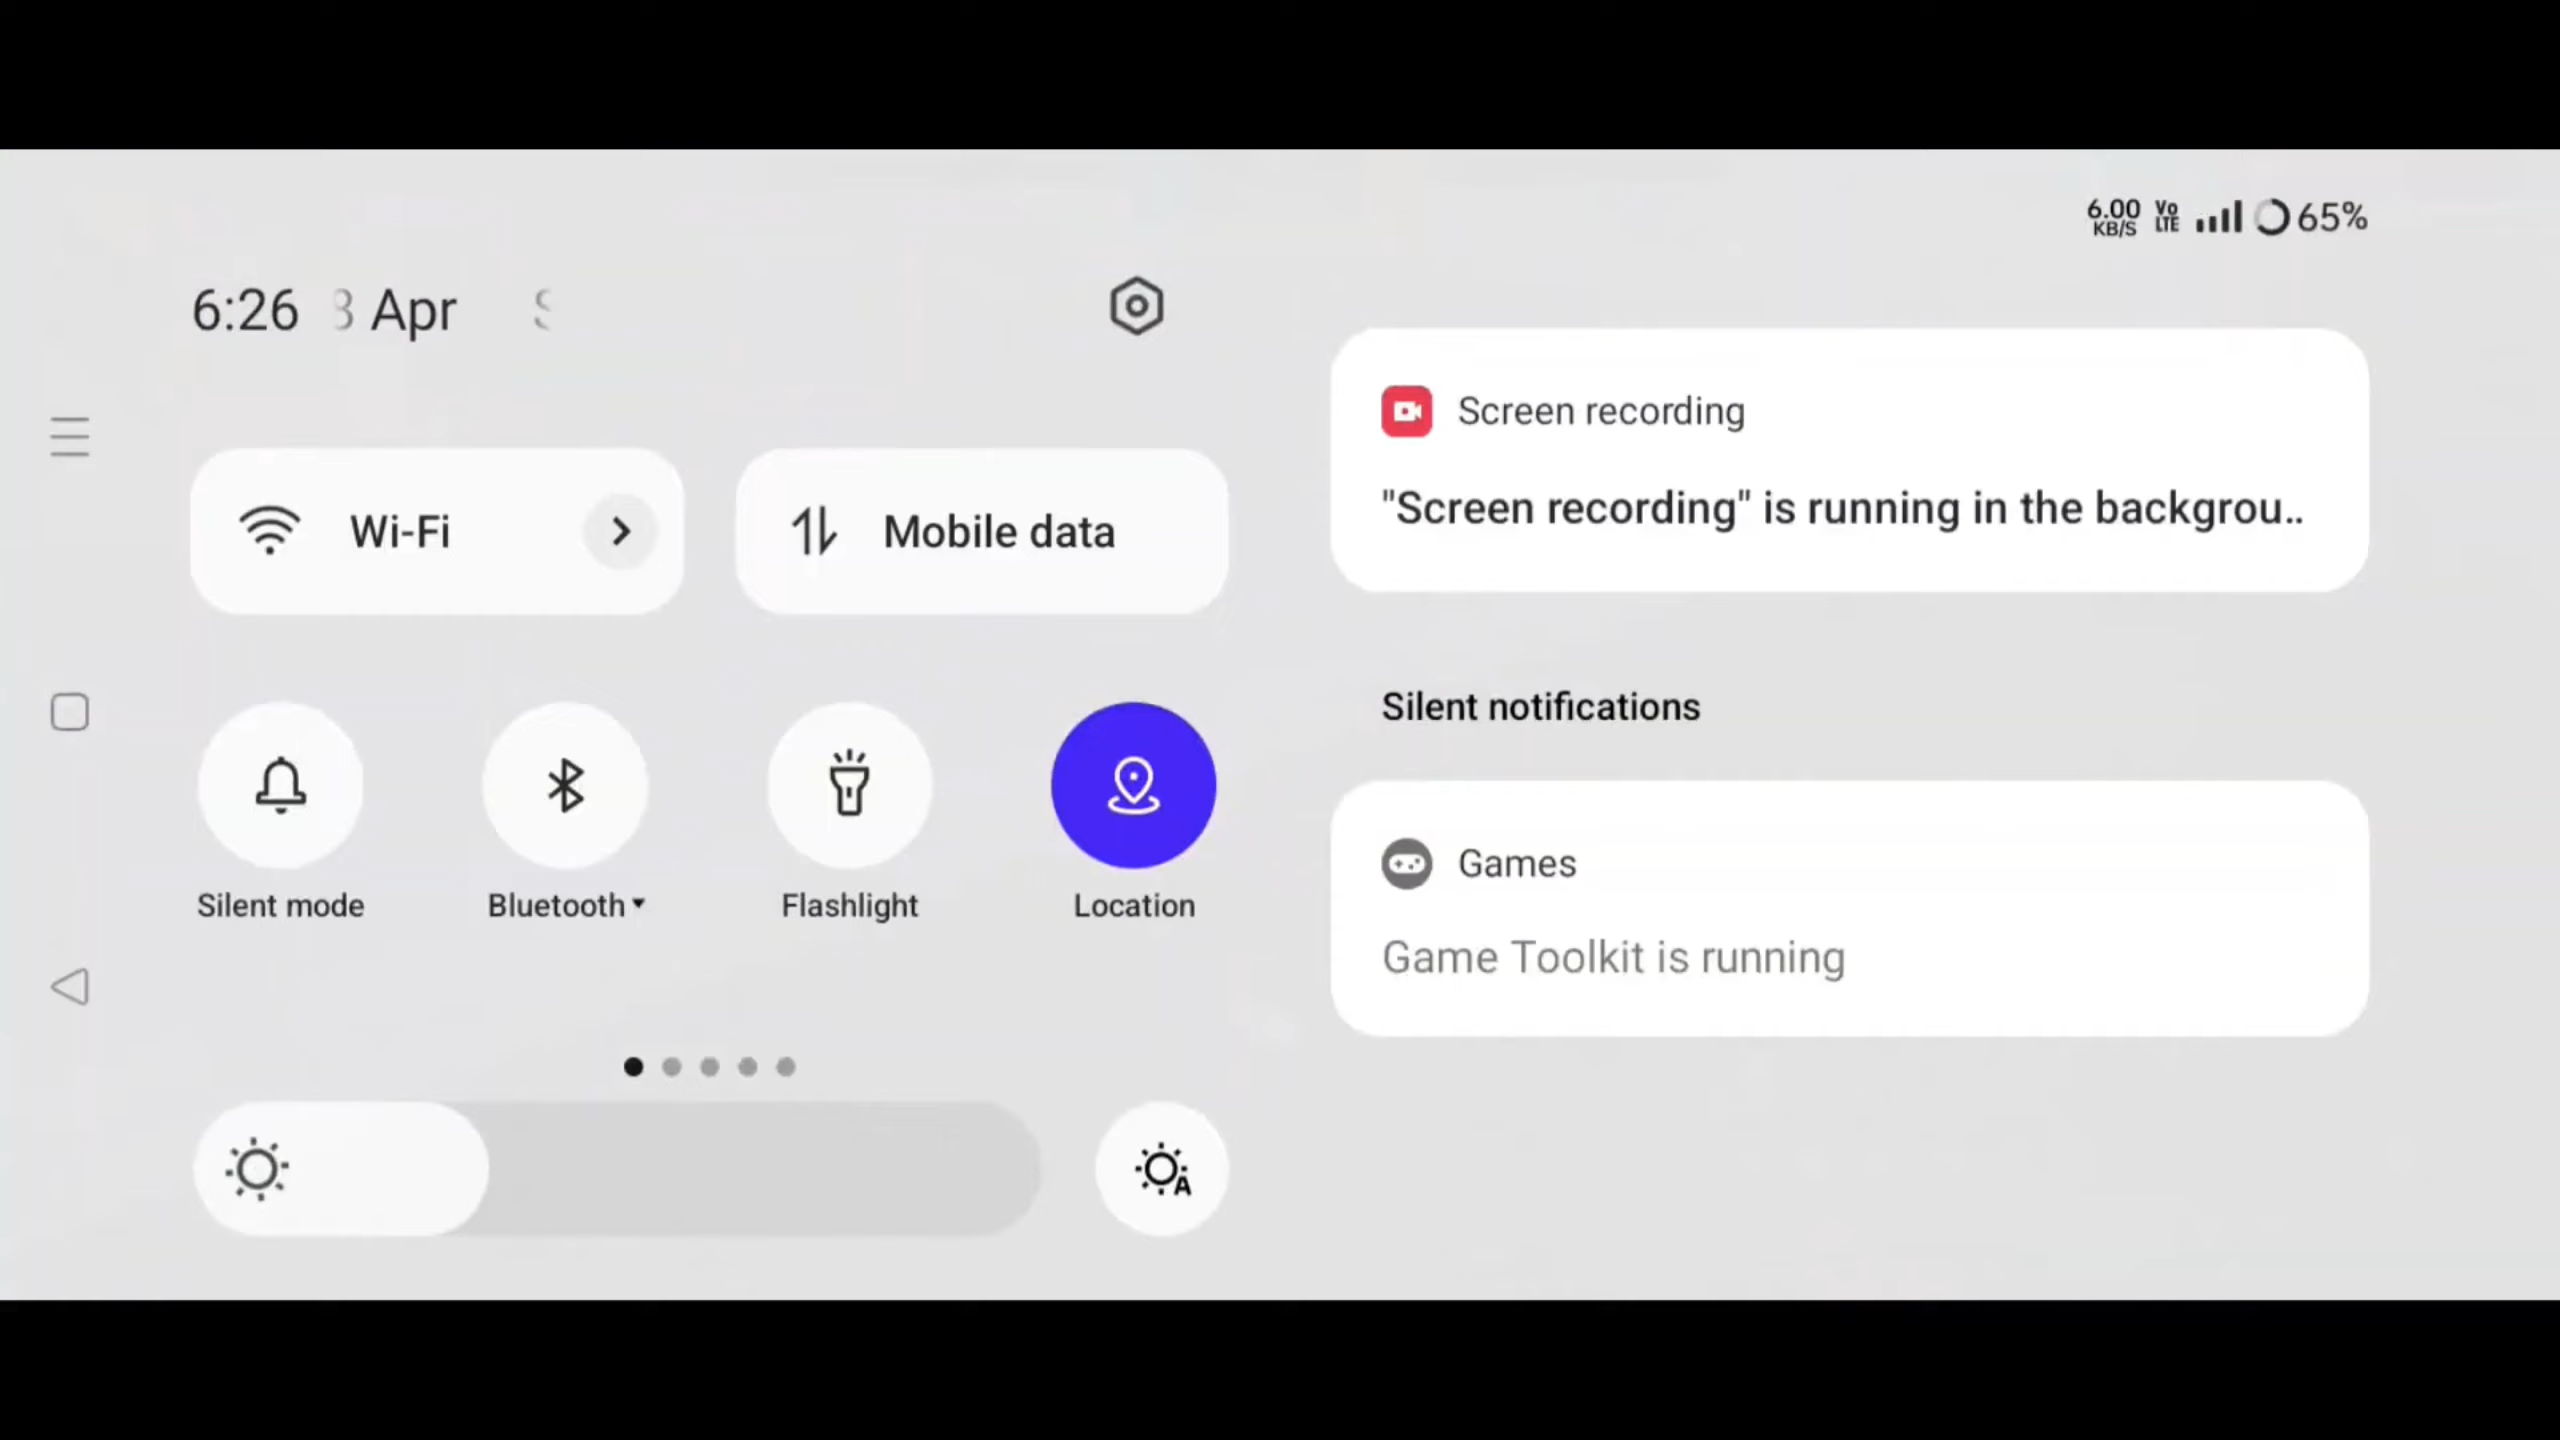 6.00 KB/S Vo LTE 65%
6:26 Apr
Wi-Fi
Mobile data
Silent mode
Bluetooth
Flashlight
Location
A
Screen recording
"Screen recording" is running in the backgrou..
Silent notifications
Games
Game Toolkit is running